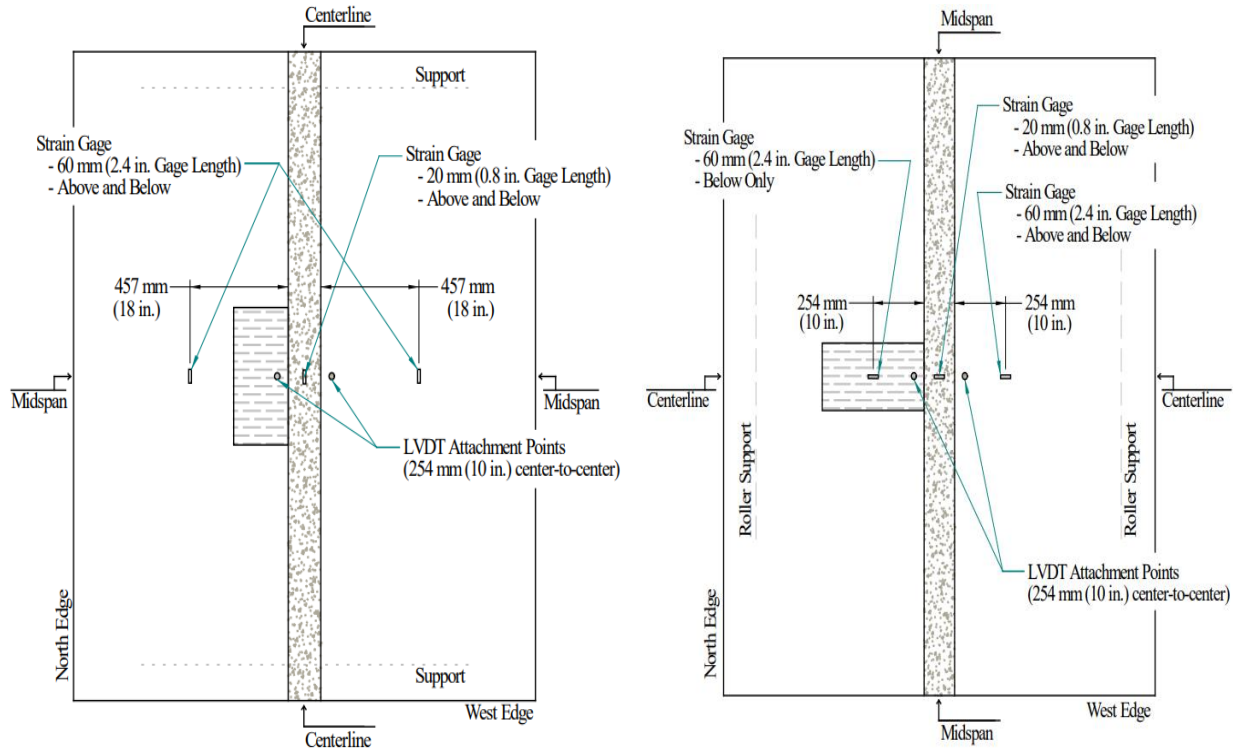 Centerline
Support
Strain Gage
- 60 mm (2.4 in. Gage Length)
- Above and Below
Strain Gage
- 20 mm (0.8 in. Gage Length)
- Above and Below
457 mm
(18 in.)
457 mm
(18 in.)
Midspan
Midspan
LVDT Attachment Points
(254 mm (10 in.) center-to-center)
North Edge
Support
West Edge
Centerline
Midspan
Strain Gage
- 20 mm (0.8 in. Gage Length)
- Above and Below
Strain Gage
- 60 mm (2.4 in. Gage Length)
- Below Only
Strain Gage
- 60 mm (2.4 in. Gage Length)
- Above and Below
254 mm
(10 in.)
254 mm
(10 in.)
Centerline
Centerline
Roller Support
Roller Support
LVDT Attachment Points
(254 mm (10 in.) center-to-center)
North Edge
West Edge
Midspan